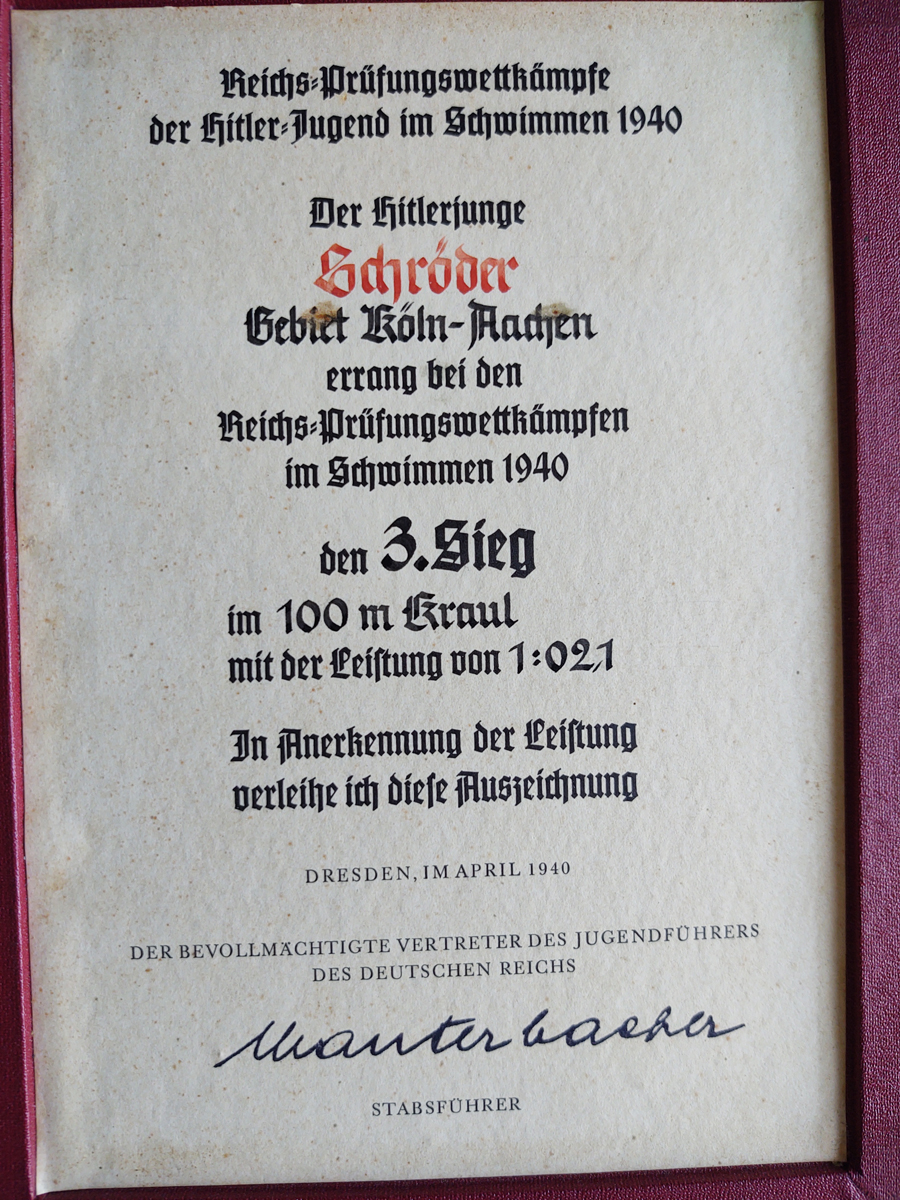 Reichs-Prüfungswettkämpfe
der Hitler-Jugend im Schwimmen 1940
Der Hitlerjunge
Schröder
Gebiet Köln-Aachen
errang bei den
Reichs-Prüfungswettkämpfen
im Schwimmen 1940
den 3. Sieg
im 100 m Kraul
mit der Leiſtung von 1:02,1
In Anerkennung der Leiſtung
verleihe ich dieſe Auszeichnung
DRESDEN, IM APRIL 1940
DER BEVOLLMÄCHTIGTE VERTRETER DES JUGENDFÜHRERS
DES DEUTSCHEN REICHS
Lauterbacher
STABSFÜHRER